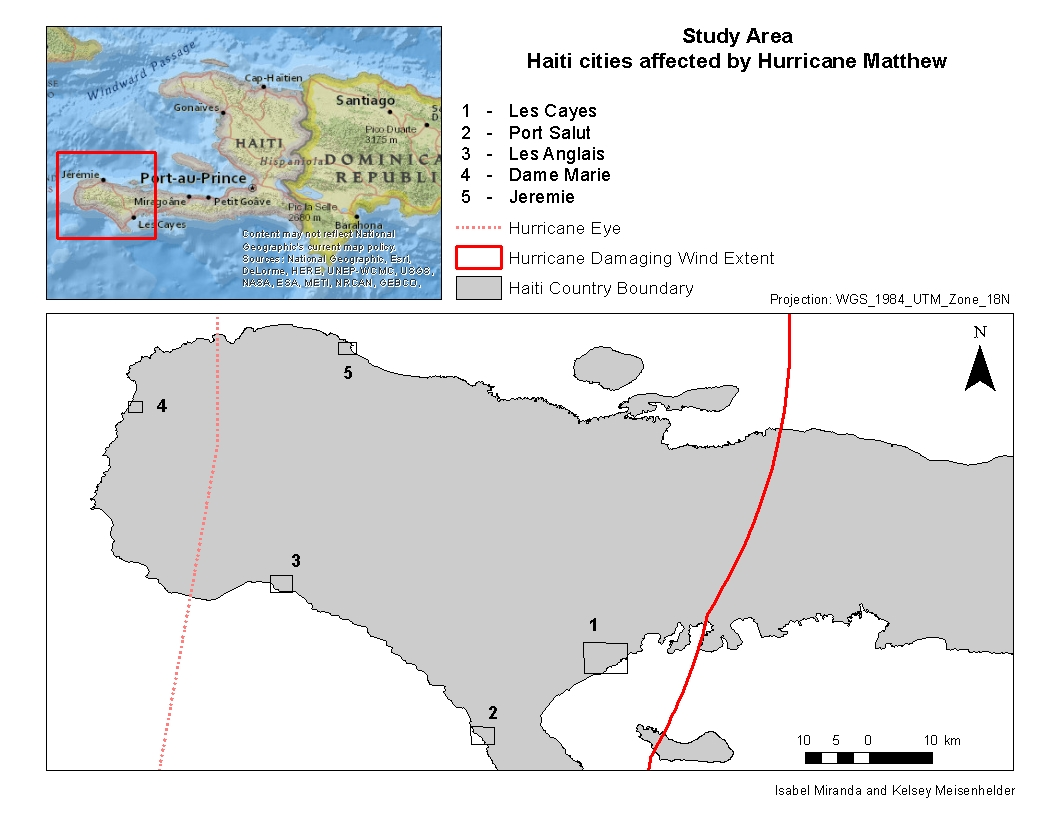 Study Area
Haiti cities affected by Hurricane Matthew
1 - Les Cayes
2 - Port Salut
3 - Les Anglais
4 - Dame Marie
5 - Jeremie
Hurricane Eye
Hurricane Damaging Wind Extent
Haiti Country Boundary
Projection: WGS_1984_UTM_Zone_18N
Windward Passage
Cap-Haïtien
Gonaïves
Santiago
Pico Duarte
3175 m
HAITI
Hispaniola
DOMINICA
REPUBLI
Jérémie
Port-au-Prince
Miragoâne
Petit Goâve
Pic la Selle
2680 m
Les Cayes
Barahona
Content may not reflect National
Geographic's current map policy.
Sources: National Geographic, Esri,
DeLorme, HERE, UNEP-WCMC, USGS,
NASA, ESA, METI, NRCAN, GEBCO,
N
5
4
3
1
2
10 5 0 10 km
Isabel Miranda and Kelsey Meisenhelder